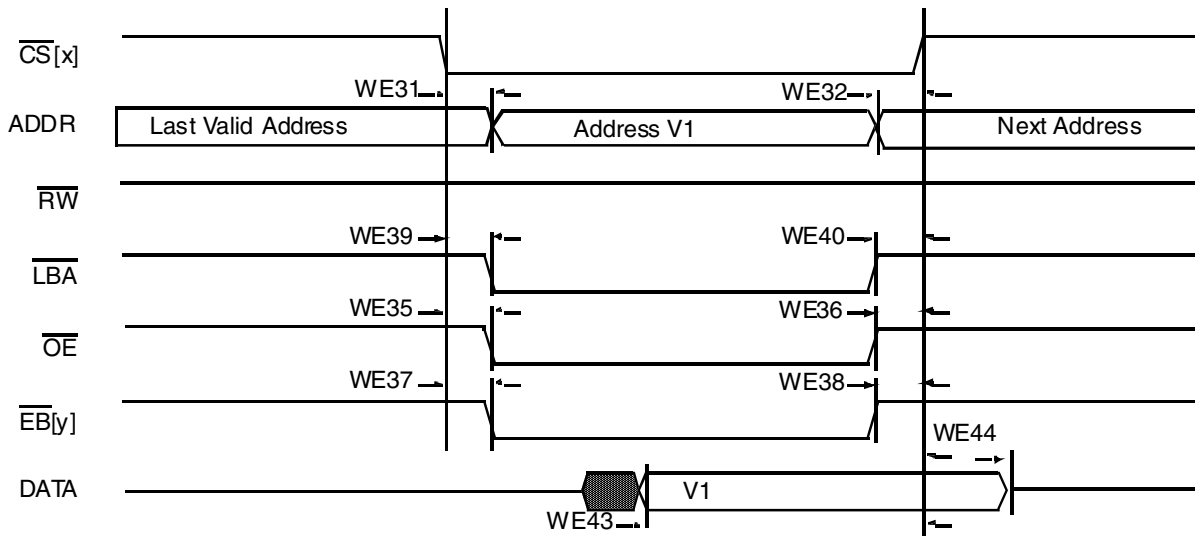 CS[x]
WE31
WE32
ADDR
Last Valid Address
Address V1
Next Address
RW
WE39
WE40
LBA
WE35
WE36
OE
WE37
WE38
EB[y]
WE44
DATA
V1
WE43